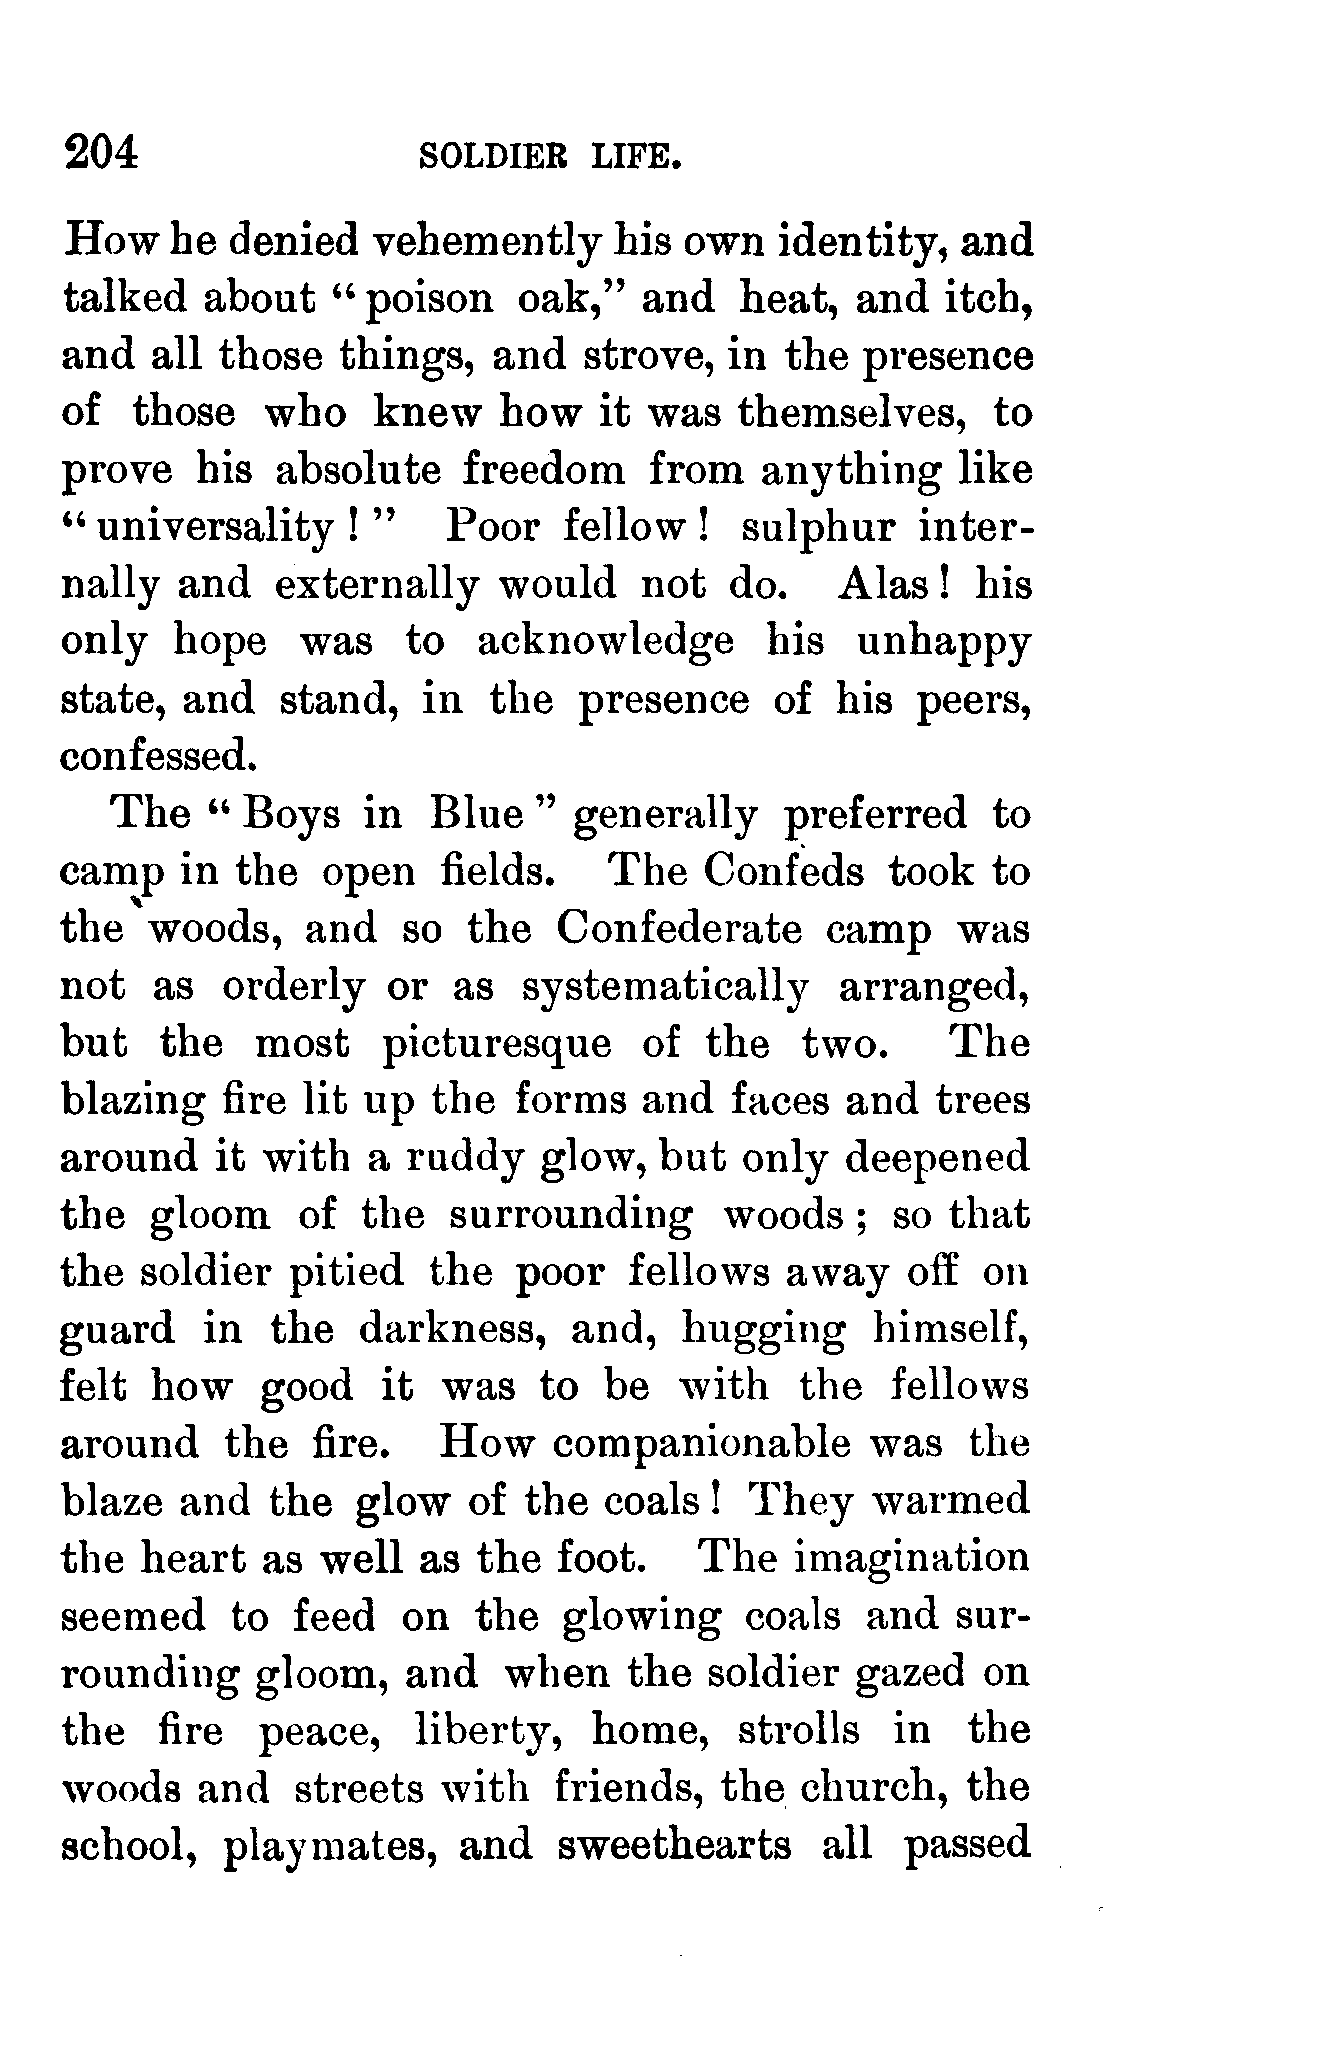 204 SOLDIER LIFE.
How he denied vehemently his own identity, and
talked about “ poison oak,” and heat, and itch,
and all those things, and strove, in the presence
of those who knew how it was themselves, to
prove his absolute freedom from anything like
“ universality ! ” Poor fellow ! sulphur inter-
nally and externally would not do. Alas ! his
only hope was to acknowledge his unhappy
state, and stand, in the presence of his peers,
confessed.
The “ Boys in Blue ” generally preferred to
camp in the open fields. The Confeds took to
the woods, and so the Confederate camp was
not as orderly or as systematically arranged,
but the most picturesque of the two. The
blazing fire lit up the forms and faces and trees
around it with a ruddy glow, but only deepened
the gloom of the surrounding woods ; so that
the soldier pitied the poor fellows away off on
guard in the darkness, and, hugging himself,
felt how good it was to be with the fellows
around the fire. How companionable was the
blaze and the glow of the coals ! They warmed
the heart as well as the foot. The imagination
seemed to feed on the glowing coals and sur-
rounding gloom, and when the soldier gazed on
the fire peace, liberty, home, strolls in the
woods and streets with friends, the church, the
school, playmates, and sweethearts all passed